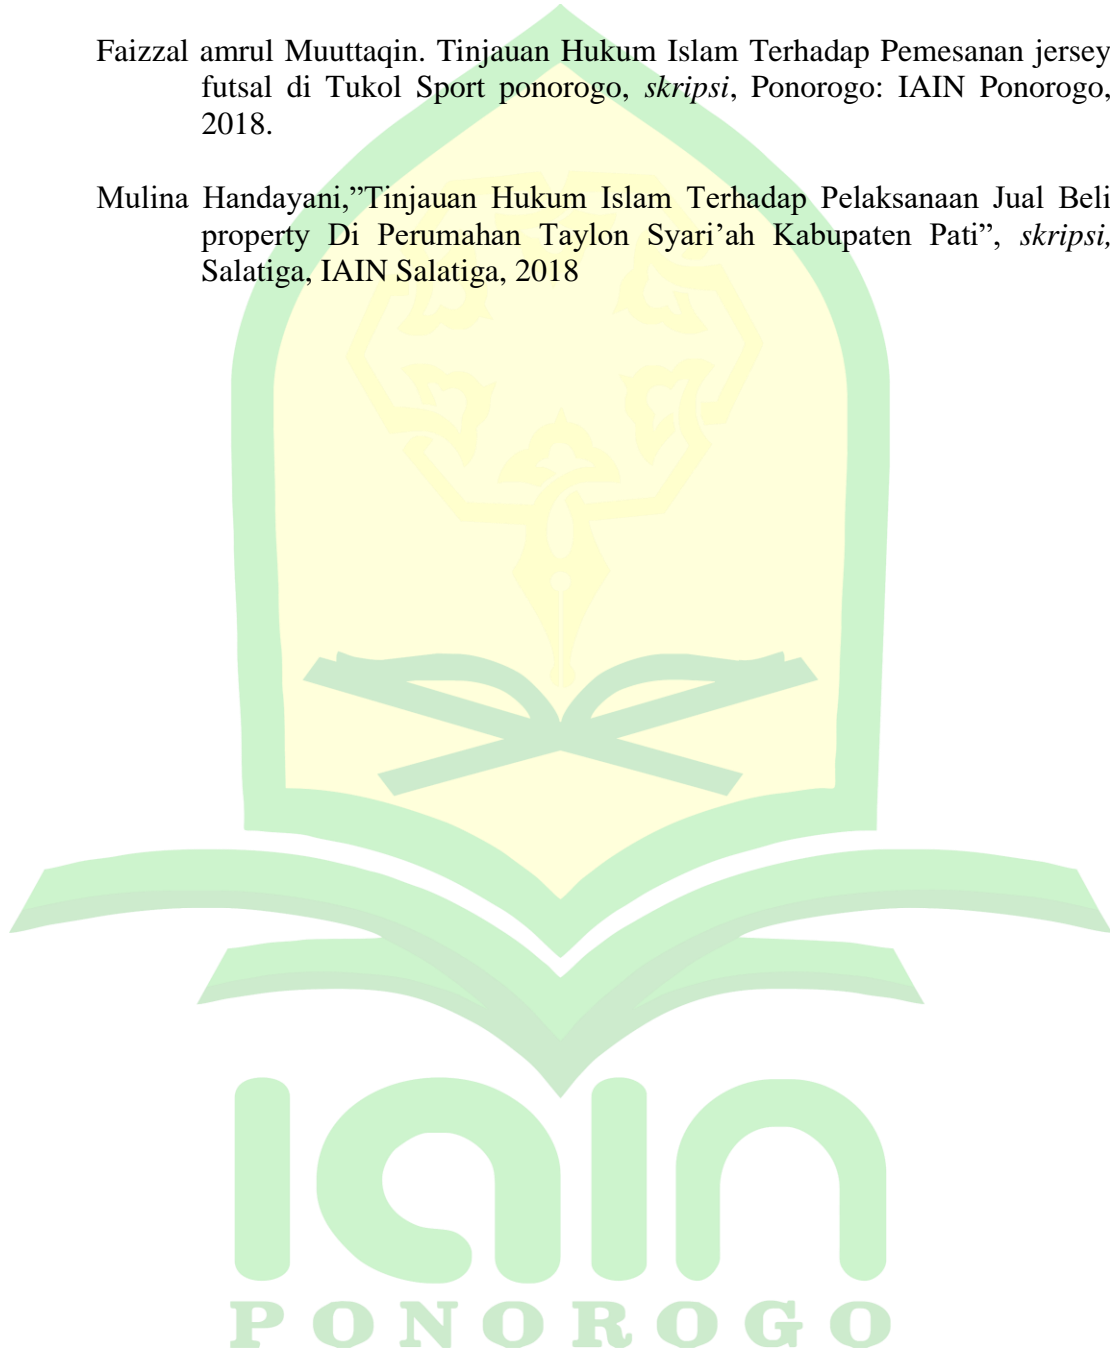 Faizzal amrul Muuttaqin. Tinjauan Hukum Islam Terhadap Pemesanan jersey
futsal di Tukol Sport ponorogo, skripsi, Ponorogo: IAIN Ponorogo,
2018.
Mulina Handayani,”Tinjauan Hukum Islam Terhadap Pelaksanaan Jual Beli
property Di Perumahan Taylon Syari’ah Kabupaten Pati”, skripsi,
Salatiga, IAIN Salatiga, 2018
IAIN
PONOROGO